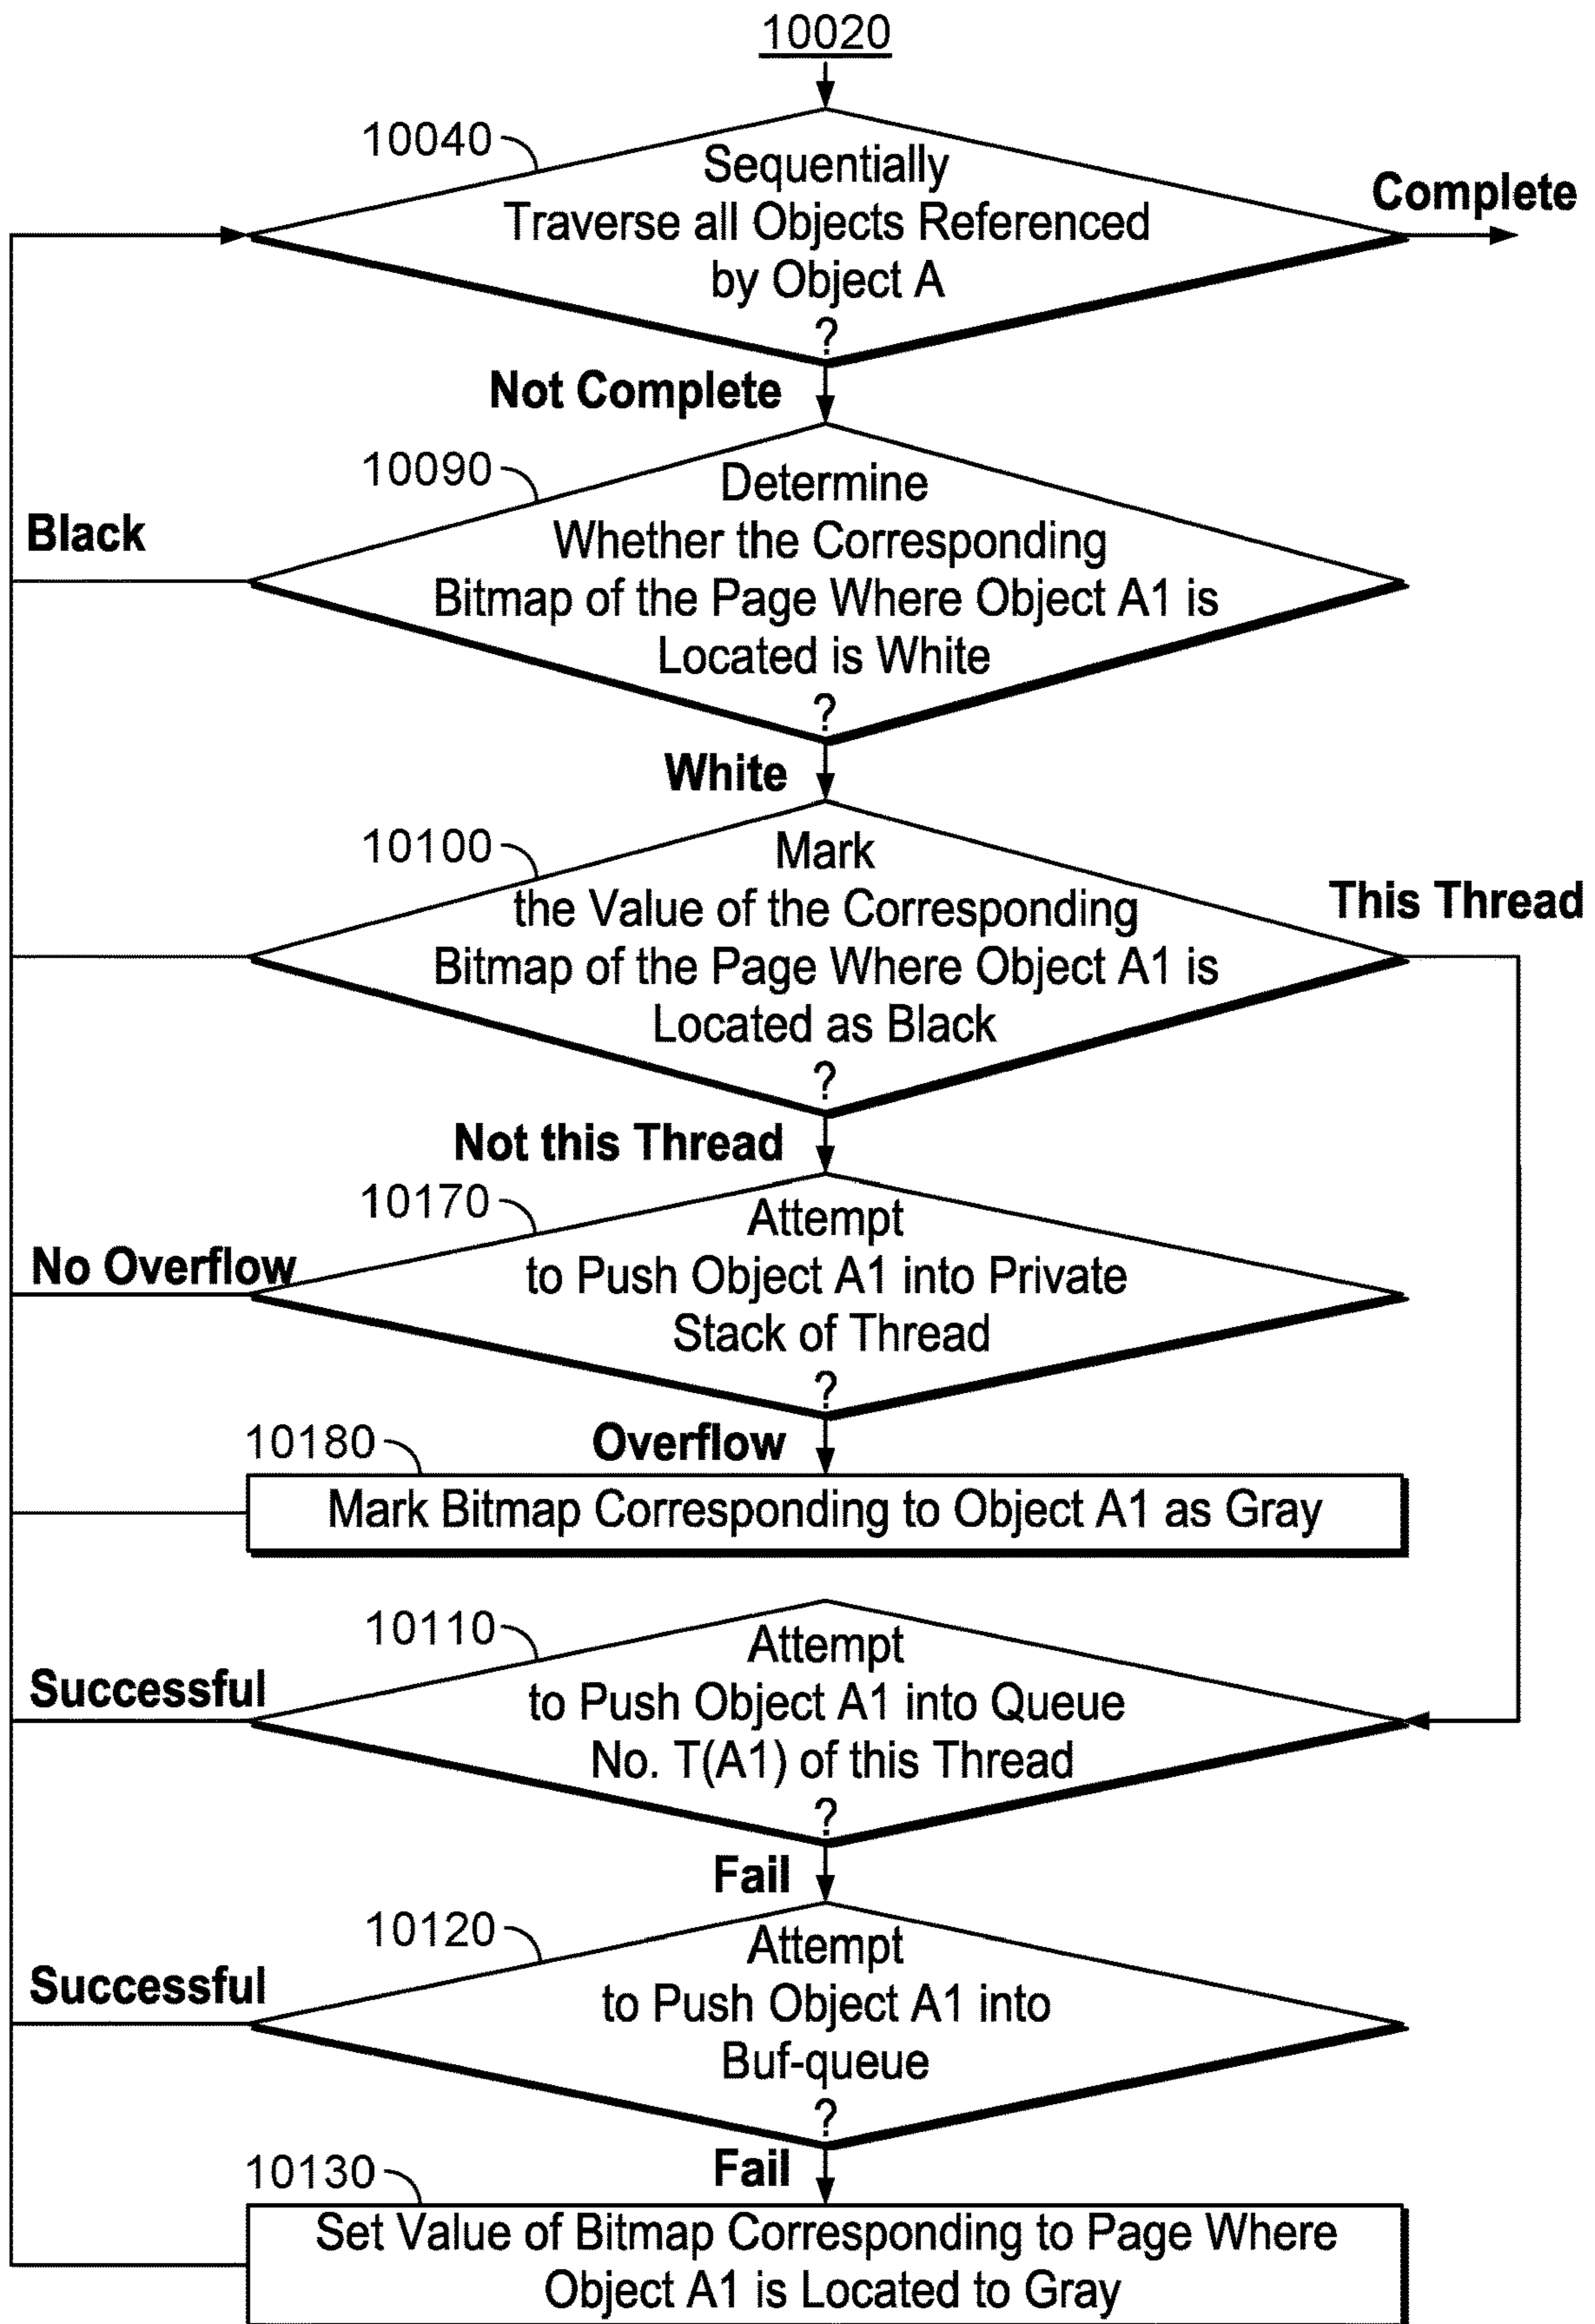 10020
10040
Sequentially
Traverse all Objects Referenced
by Object A
?
Complete
Not Complete
10090
Determine
Whether the Corresponding
Bitmap of the Page Where Object A1 is
Located is White
?
Black
White
10100
Mark
the Value of the Corresponding
Bitmap of the Page Where Object A1 is
Located as Black
?
This Thread
Not this Thread
10170
Attempt
to Push Object A1 into Private
Stack of Thread
?
No Overflow
Overflow
10180
Mark Bitmap Corresponding to Object A1 as Gray
10110
Attempt
to Push Object A1 into Queue
No. T(A1) of this Thread
?
Successful
Fail
10120
Attempt
to Push Object A1 into
Buf-queue
?
Successful
Fail
10130
Set Value of Bitmap Corresponding to Page Where
Object A1 is Located to Gray